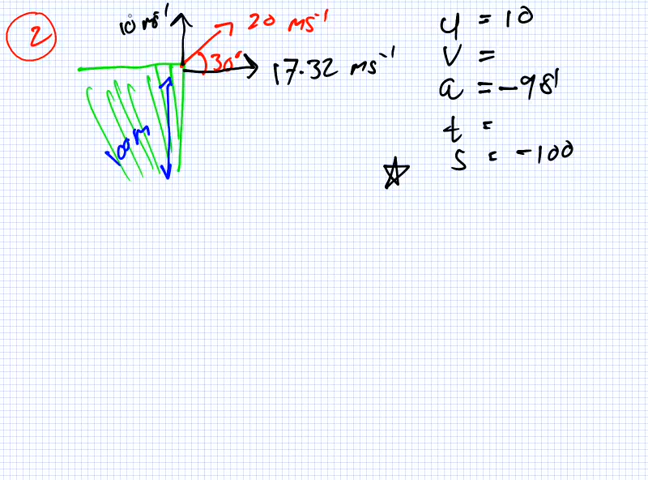 2
10 ms⁻¹
20 ms⁻¹
30°
17.32 ms⁻¹
100m
u = 10
v =
a = -9.81
t =
s = -100